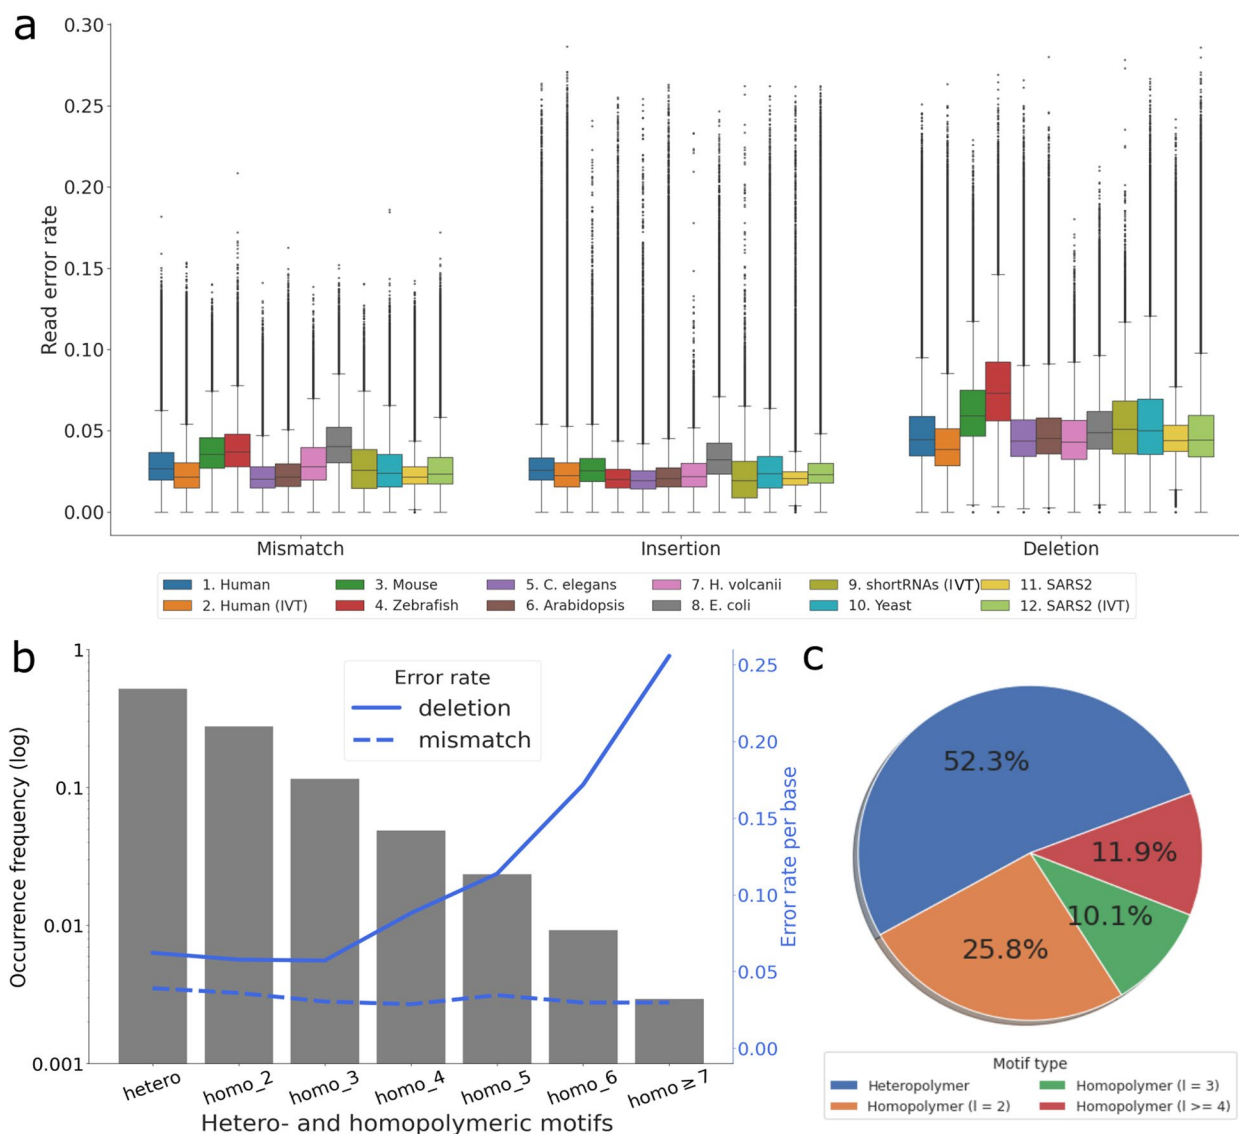 a
0.30
0.25
0.20
0.15
0.10
0.05
0.00
Read error rate
Mismatch Insertion Deletion
1. Human 3. Mouse 5. C. elegans 7. H. volcanii 9. shortRNAs (IVT) 11. SARS2
2. Human (IVT) 4. Zebrafish 6. Arabidopsis 8. E. coli 10. Yeast 12. SARS2 (IVT)
b
1
0.1
0.01
0.001
Occurrence frequency (log)
Error rate
deletion
mismatch
0.25
0.20
0.15
0.10
0.05
0.00
Error rate per base
hetero homo_2 homo_3 homo_4 homo_5 homo_6 homo ≥ 7
Hetero- and homopolymeric motifs
c
52.3%
11.9%
10.1%
25.8%
Motif type
Heteropolymer Homopolymer (l = 3)
Homopolymer (l = 2) Homopolymer (l >= 4)